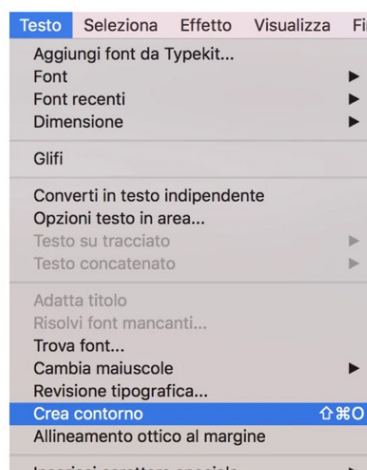 Testo Seleziona Effetto Visualizza
Aggiungi font da Typekit...
Font
Font recenti
Dimensione
Glifi
Converti in testo indipendente
Opzioni testo in area...
Testo su tracciato
Testo concatenato
Adatta titolo
Risolvi font mancanti...
Trova font...
Cambia maiuscole
Revisione tipografica...
Crea contorno ⇧⌘O
Allineamento ottico al margine